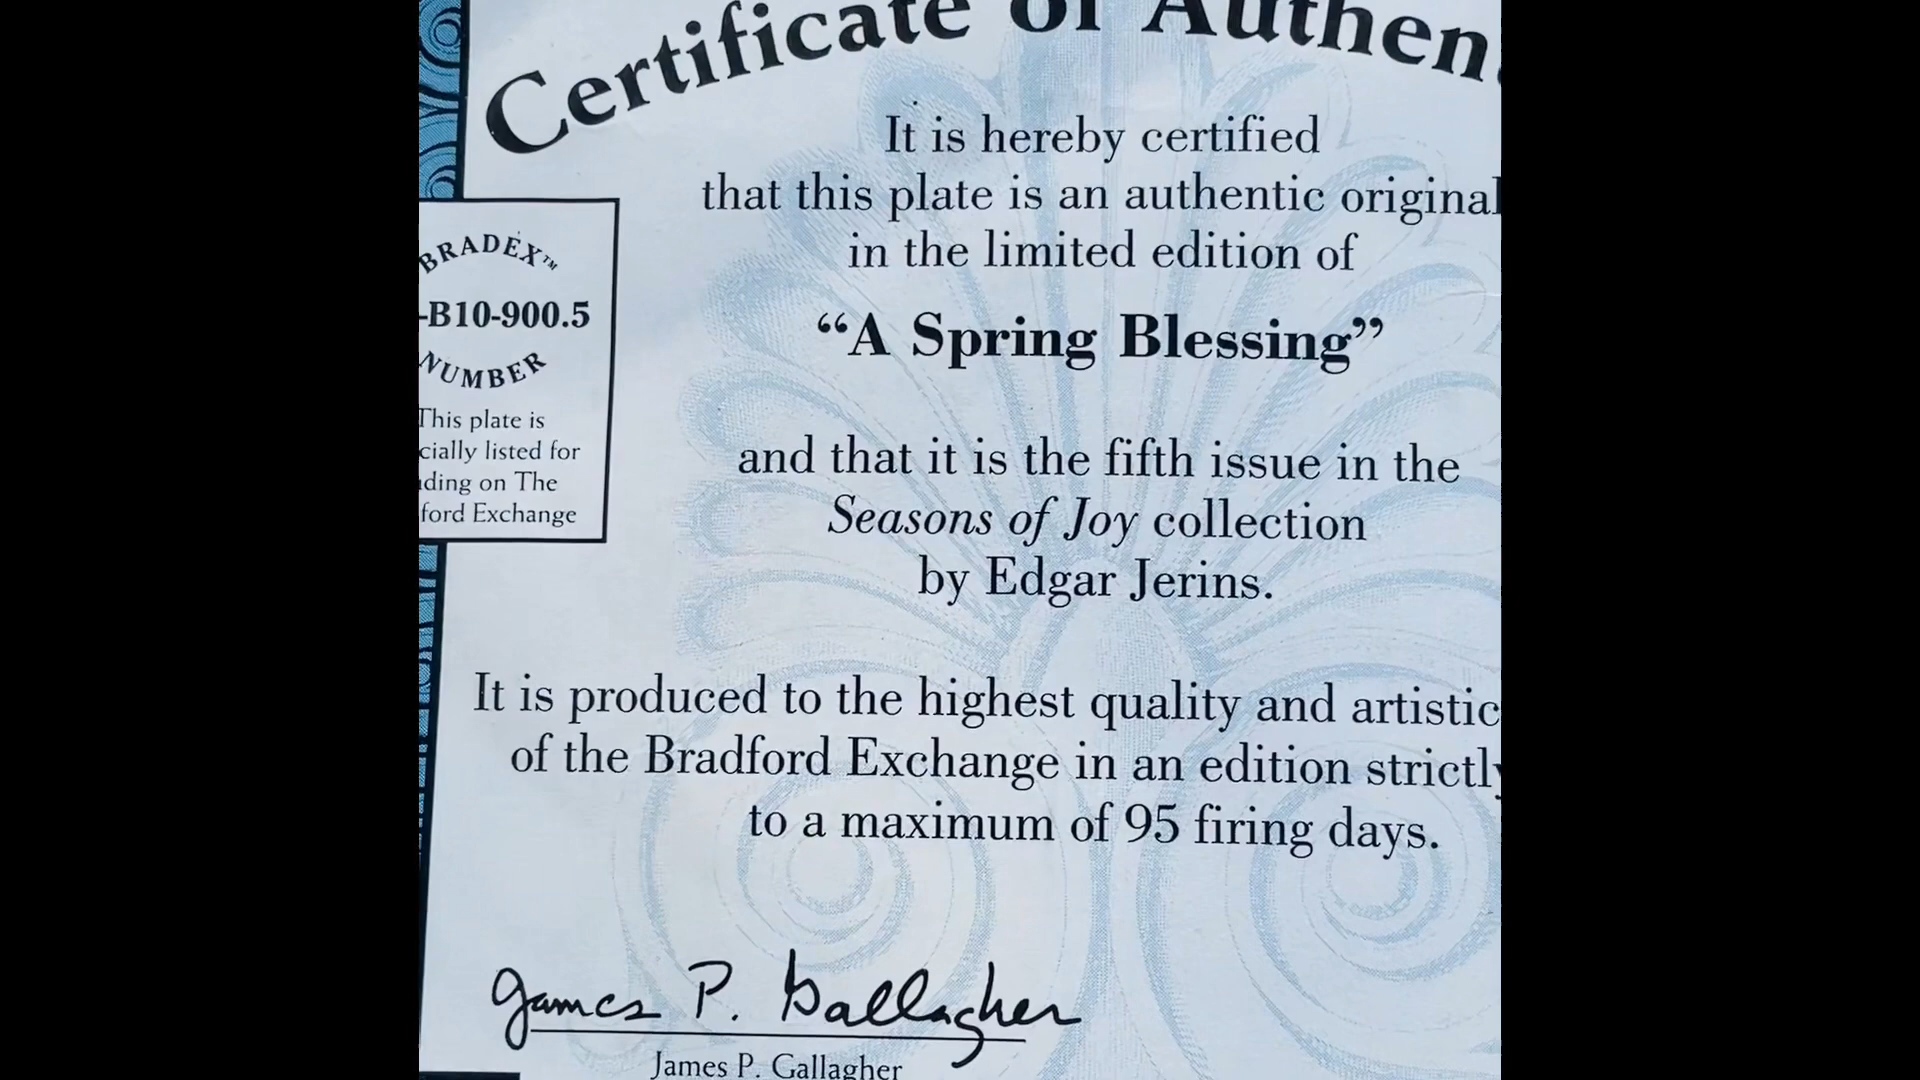 Certificate of Authen
It is hereby certified
that this plate is an authentic original
in the limited edition of
“A Spring Blessing”
and that it is the fifth issue in the
Seasons of Joy collection
by Edgar Jerins.
It is produced to the highest quality and artistic
of the Bradford Exchange in an edition strictly
to a maximum of 95 firing days.
BRADEX™
-B10-900.5
NUMBER
This plate is
cially listed for
ding on The
ford Exchange
James P. Gallagher
James P. Gallagher